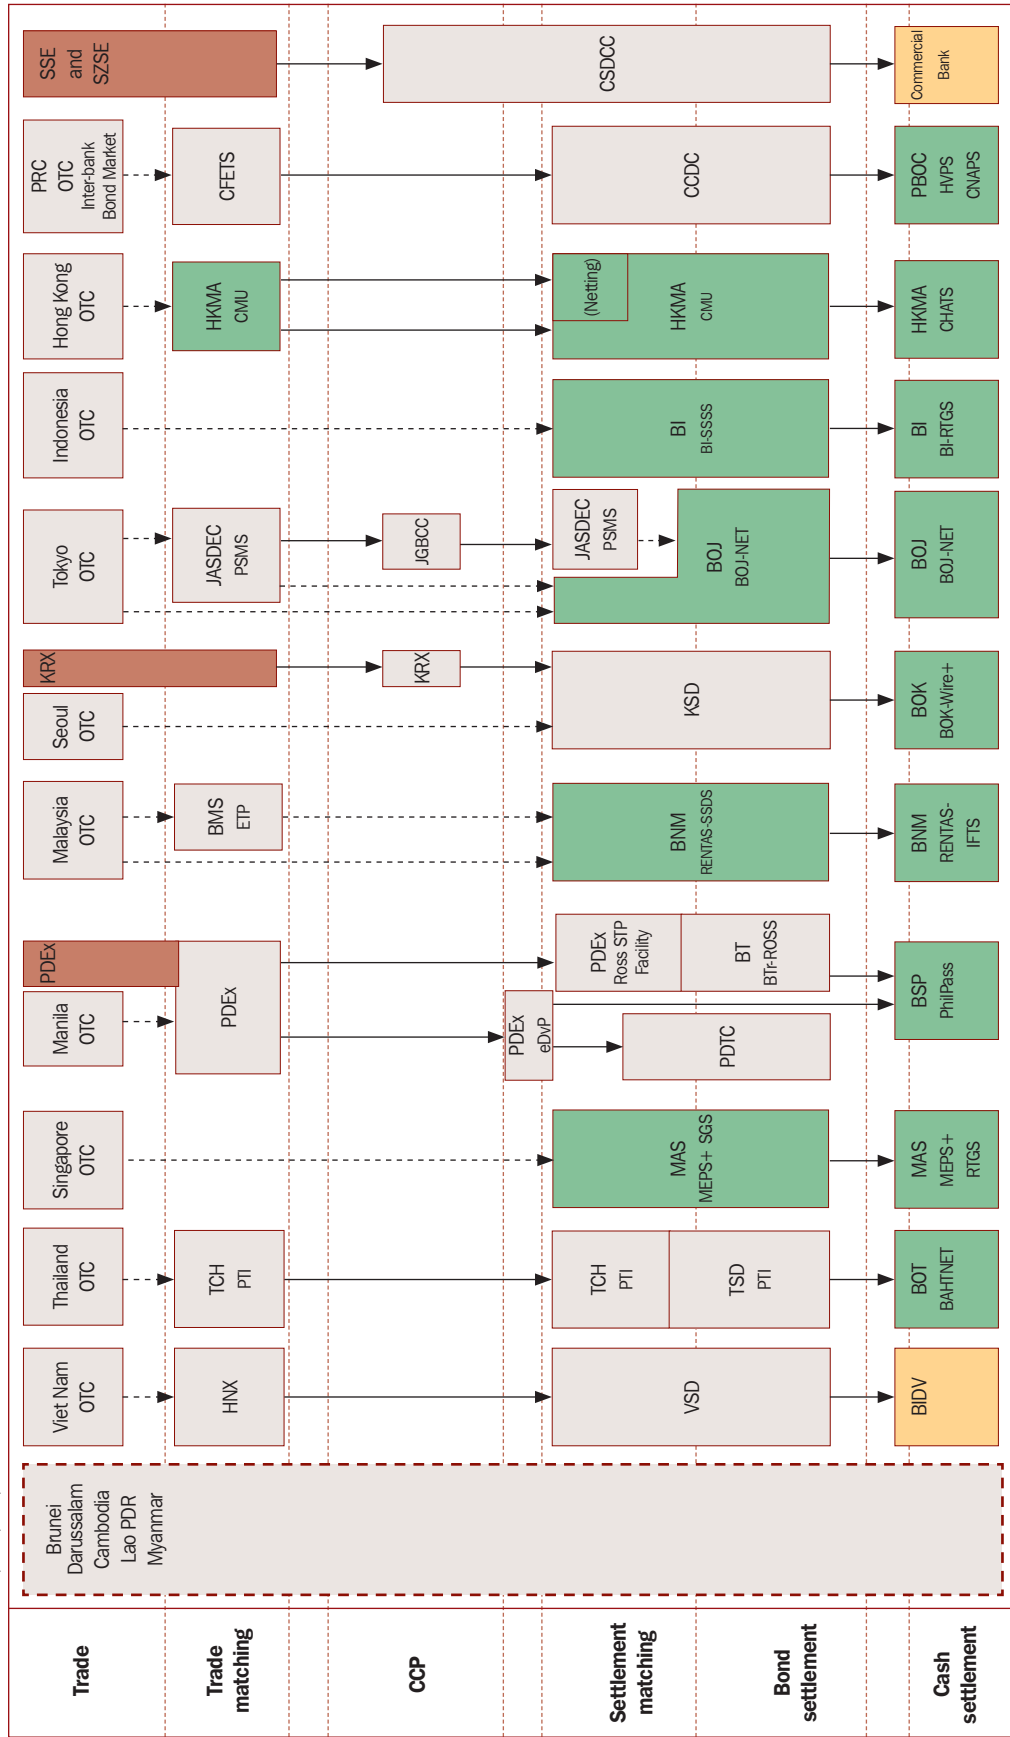 Trade
Brunei
Darussalam
Cambodia
Lao PDR
Myanmar
Viet Nam
OTC
Thailand
OTC
Singapore
OTC
Manila
OTC
PDEx
Malaysia
OTC
Seoul
OTC
KRX
Tokyo
OTC
Indonesia
OTC
Hong Kong
OTC
PRC
OTC
Inter-bank
Bond Market
SSE
and
SZSE
Trade
matching
HNX
TCH
PTI
PDEx
BMS
ETP
JASDEC
PSMS
HKMA
CMU
CFETS
CCP
KRX
JGBCC
CSDCC
Settlement
matching
Bond
settlement
VSD
TCH
PTI
TSD
PTI
MAS
MEPS+ SGS
PDEx
eDvP
PDTC
PDEx
Ross STP
Facility
BT
BTr-ROSS
BNM
RENTAS-SSDS
KSD
JASDEC
PSMS
BOJ
BOJ-NET
BI
BI-SSSS
(Netting)
HKMA
CMU
CCDC
Cash
settlement
BIDV
BOT
BAHTNET
MAS
MEPS+
RTGS
BSP
PhilPass
BNM
RENTAS-
IFTS
BOK
BOK-Wire+
BOJ
BOJ-NET
BI
BI-RTGS
HKMA
CHATS
PBOC
HVPS
CNAPS
Commercial
Bank